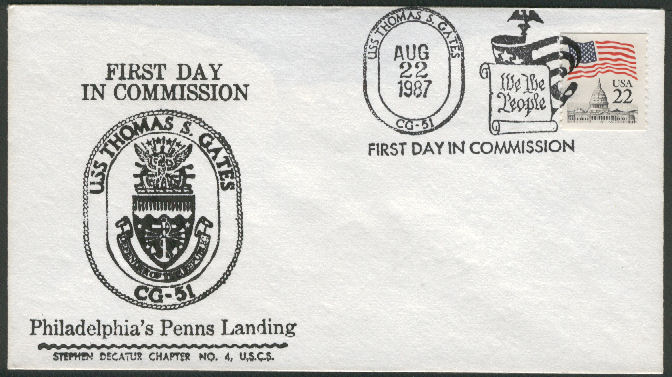 FIRST DAY
IN COMMISSION
USS THOMAS S. GATES
CG-51
Philadelphia's Penns Landing
STEPHEN DECATUR CHAPTER NO. 4, U.S.C.S.
USS THOMAS S. GATES
AUG
22
1987
CG-51
We the
People
FIRST DAY IN COMMISSION
USA
22